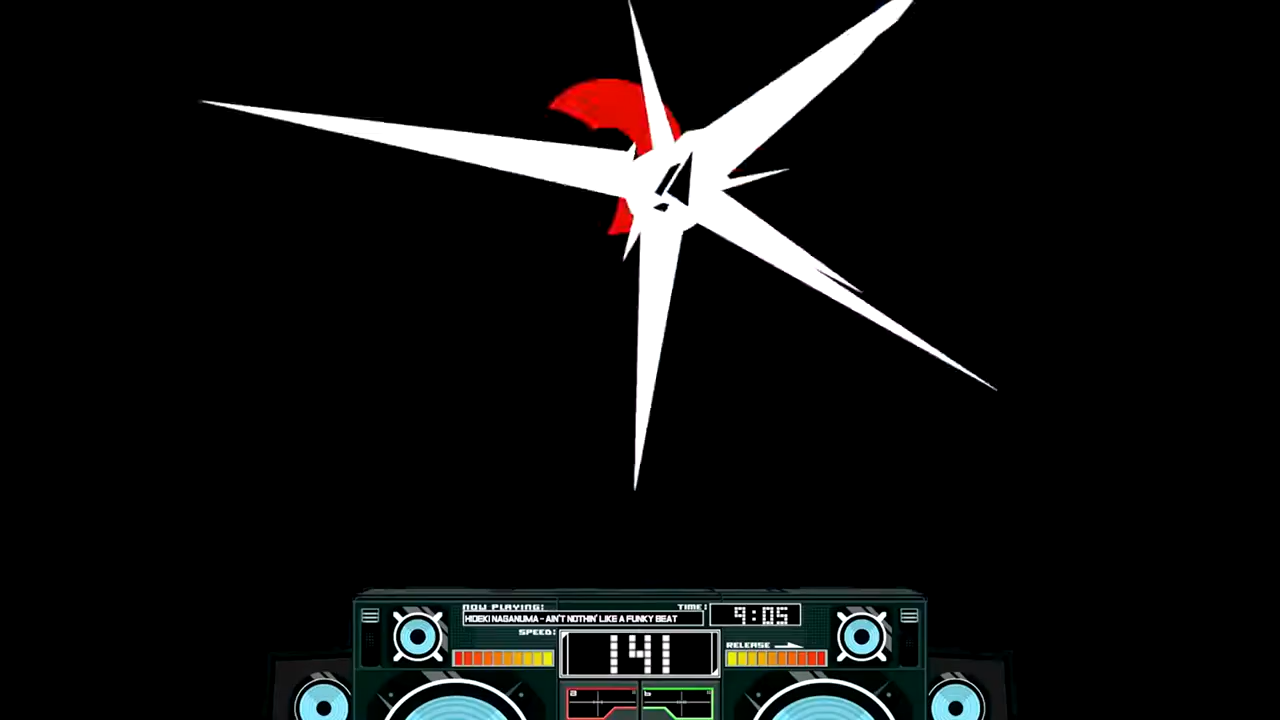 NOW PLAYING:
TIME:
9:05
HIDEKI NAGANUMA - AIN'T NOTHIN' LIKE A FUNKY BEAT
SPEED:
141
RELEASE
a
b